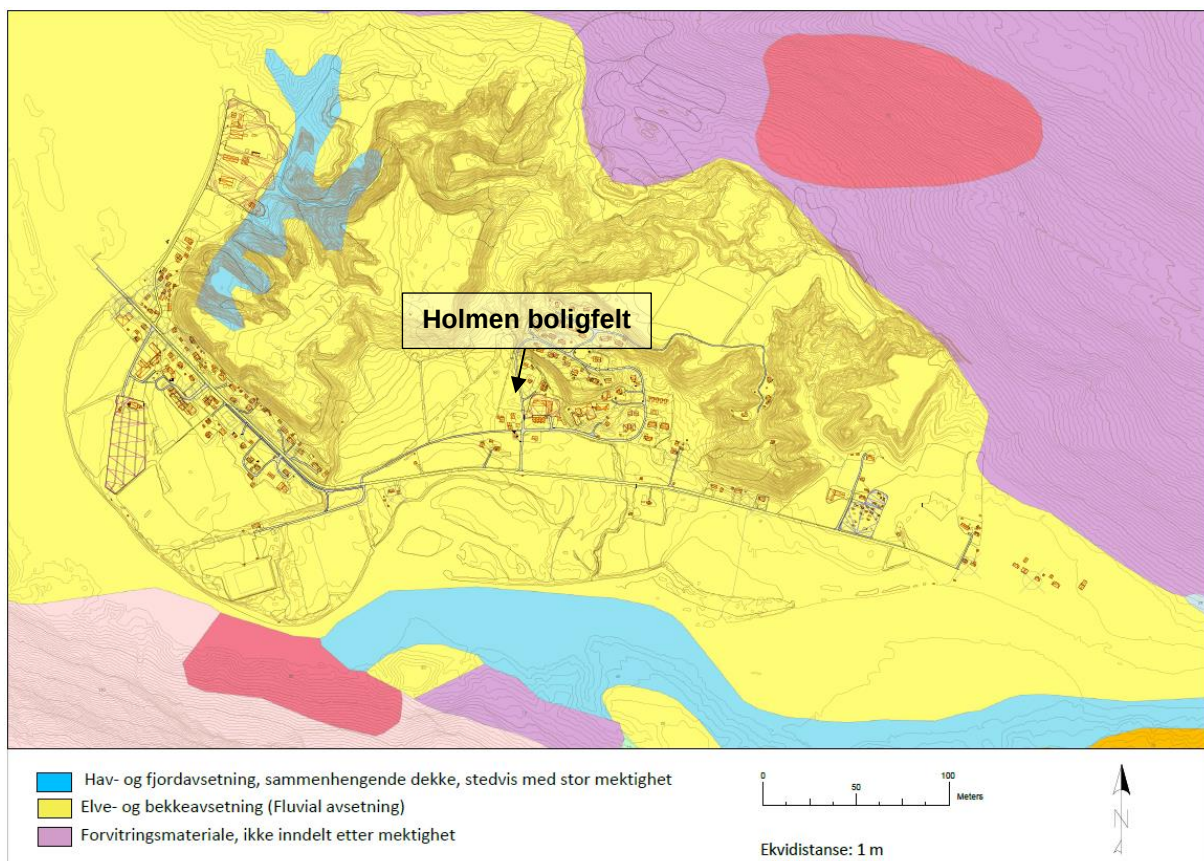 Holmen boligfelt
Hav- og fjordavsetning, sammenhengende dekke, stedvis med stor mektighet
Elve- og bekkeavsetning (Fluvial avsetning)
Forvitringsmateriale, ikke inndelt etter mektighet
0
100
50
Meters
N
Ekvidistanse: 1 m